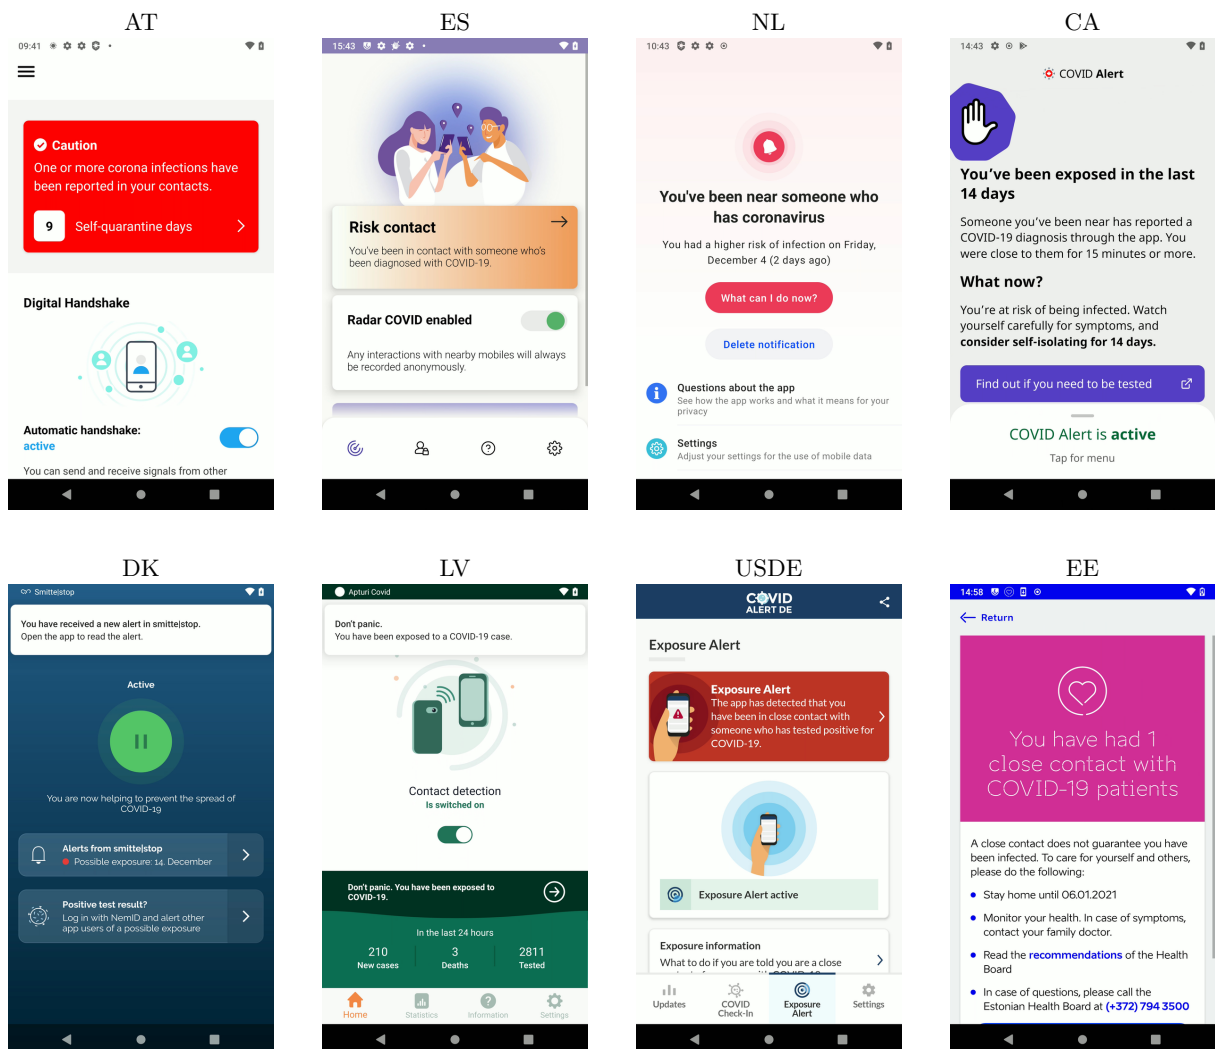 AT
09:41
Caution
One or more corona infections have
been reported in your contacts.
9 Self-quarantine days
Digital Handshake
Automatic handshake:
active
You can send and receive signals from other
ES
15:43
Risk contact
You've been in contact with someone who's
been diagnosed with COVID-19.
Radar COVID enabled
Any interactions with nearby mobiles will always
be recorded anonymously.
NL
10:43
You've been near someone who
has coronavirus
You had a higher risk of infection on Friday,
December 4 (2 days ago)
What can I do now?
Delete notification
Questions about the app
See how the app works and what it means for your
privacy
Settings
Adjust your settings for the use of mobile data
CA
14:43
COVID Alert
You've been exposed in the last
14 days
Someone you've been near has reported a
COVID-19 diagnosis through the app. You
were close to them for 15 minutes or more.
What now?
You're at risk of being infected. Watch
yourself carefully for symptoms, and
consider self-isolating for 14 days.
Find out if you need to be tested
COVID Alert is active
Tap for menu
DK
Smitte|stop
You have received a new alert in smitte|stop.
Open the app to read the alert.
Active
You are now helping to prevent the spread of
COVID-19
Alerts from smitte|stop
Possible exposure: 14. December
Positive test result?
Log in with NemID and alert other
app users of a possible exposure
LV
Apturi Covid
Don't panic.
You have been exposed to a COVID-19 case.
Contact detection
Is switched on
Don't panic. You have been exposed to
COVID-19.
In the last 24 hours
210 3 2811
New cases Deaths Tested
Home Statistics Information Settings
USDE
COVID
ALERT DE
Exposure Alert
Exposure Alert
The app has detected that you
have been in close contact with
someone who has tested positive for
COVID-19.
Exposure Alert active
Exposure information
What to do if you are told you are a close
Updates COVID Check-In Exposure Alert Settings
EE
14:58
Return
You have had 1
close contact with
COVID-19 patients
A close contact does not guarantee you have
been infected. To care for yourself and others,
please do the following:
Stay home until 06.01.2021
Monitor your health. In case of symptoms,
contact your family doctor.
Read the recommendations of the Health
Board
In case of questions, please call the
Estonian Health Board at (+372) 794 3500